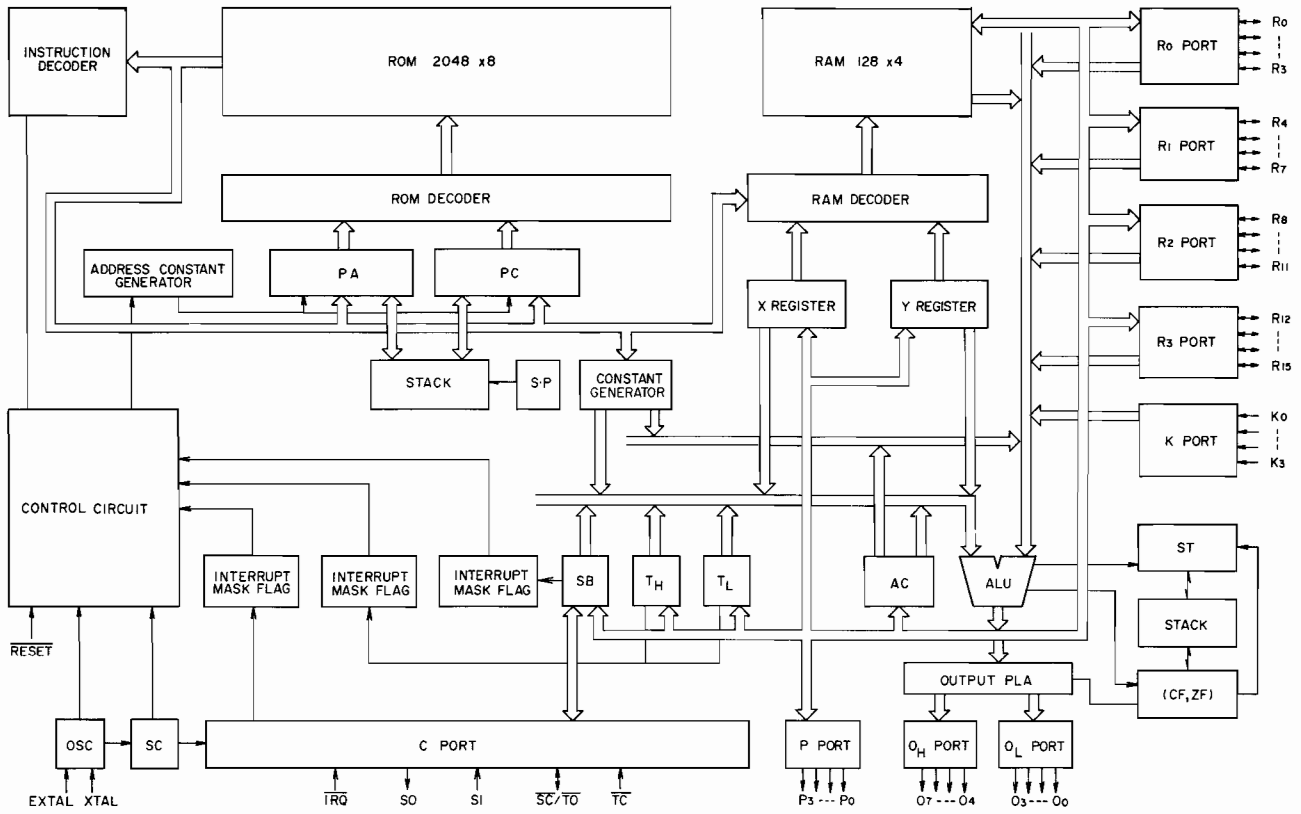 INSTRUCTION
DECODER
ROM 2048 x8
RAM 128 x4
R0 PORT
R0
R3
R1 PORT
R4
R7
ROM DECODER
RAM DECODER
R2 PORT
R8
R11
ADDRESS CONSTANT
GENERATOR
PA
PC
X REGISTER
Y REGISTER
R3 PORT
R12
R15
STACK
S·P
CONSTANT
GENERATOR
K PORT
K0
K3
CONTROL CIRCUIT
INTERRUPT
MASK FLAG
INTERRUPT
MASK FLAG
INTERRUPT
MASK FLAG
SB
TH
TL
AC
ALU
ST
STACK
(CF,ZF)
RESET
OUTPUT PLA
OSC
SC
C PORT
P PORT
OH PORT
OL PORT
EXTAL XTAL
IRQ
SO
SI
SC/TO
TC
P3 --- P0
O7 --- O4
O3 --- O0